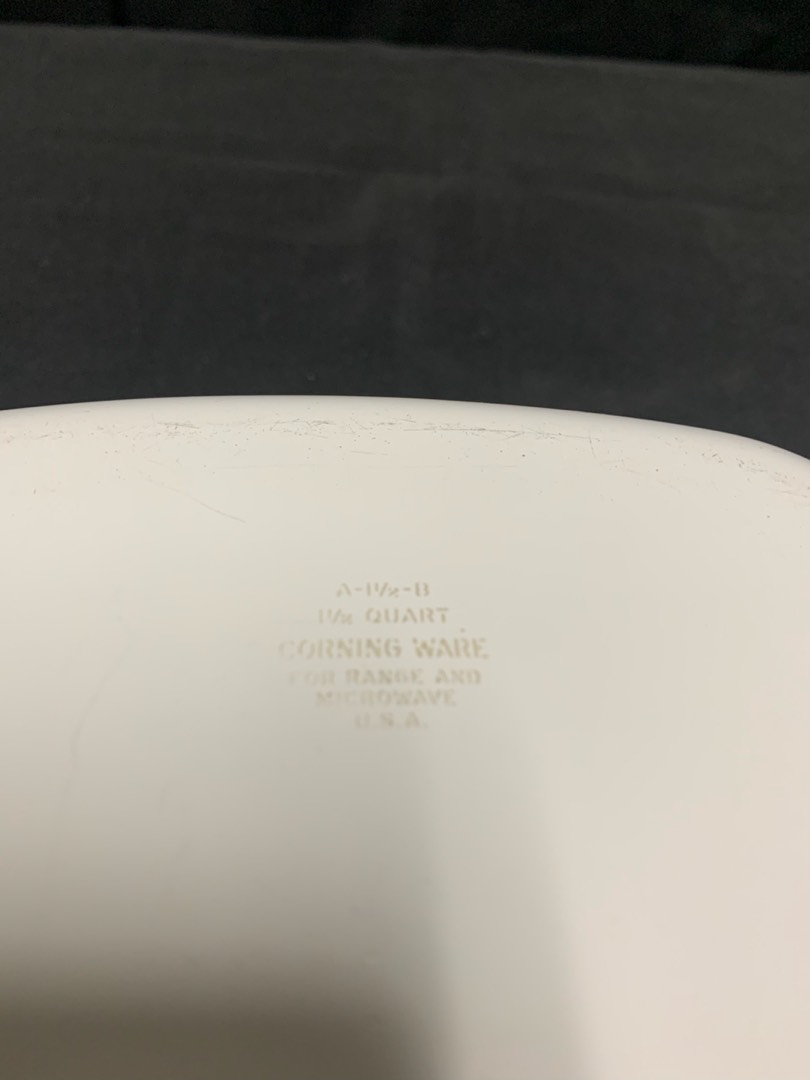 A-1½-B
1½ QUART
CORNING WARE
FOR RANGE AND
MICROWAVE
U.S.A.